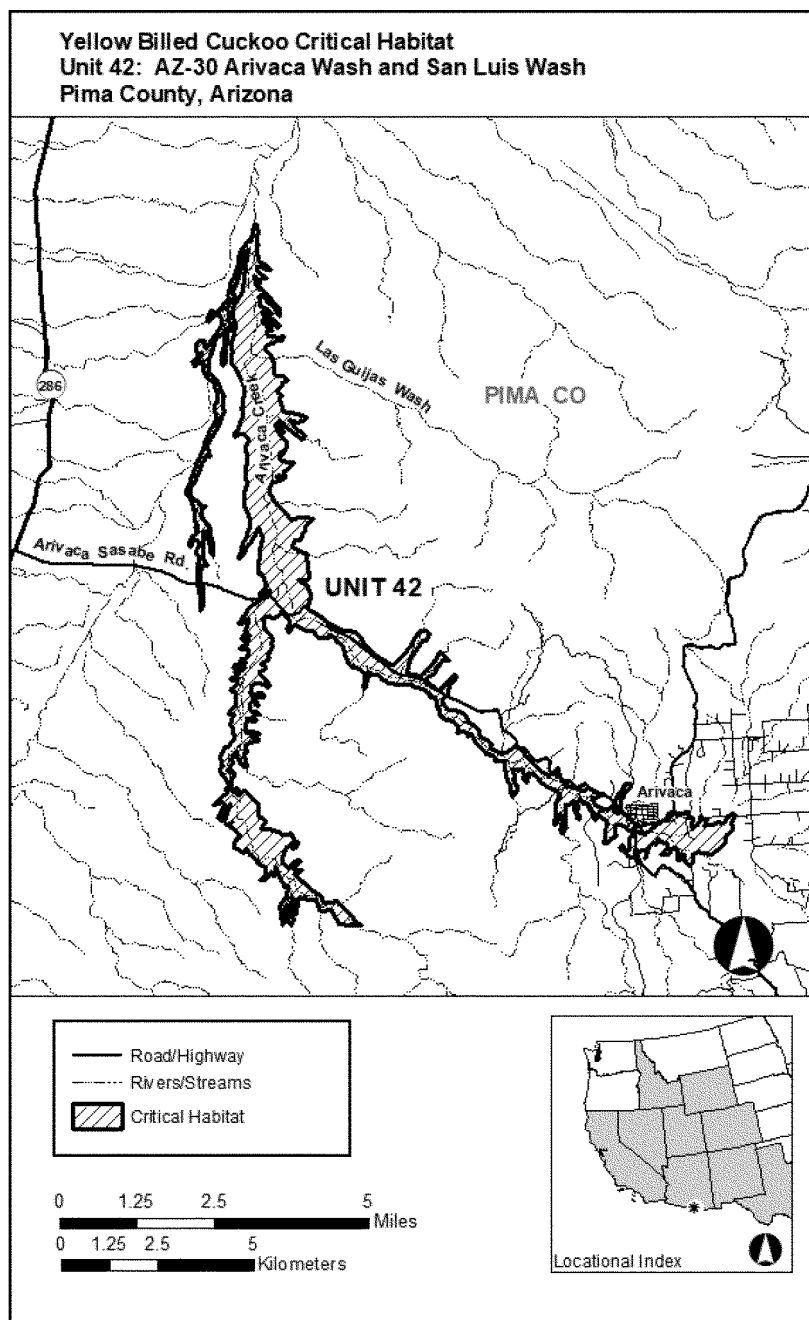 Yellow Billed Cuckoo Critical Habitat
Unit 42: AZ-30 Arivaca Wash and San Luis Wash
Pima County, Arizona
286
Las Guijas Wash
PIMA CO
Arivaca Creek
Arivaca Sasabe Rd
UNIT 42
Arivaca
Road/Highway
Rivers/Streams
Critical Habitat
0 1.25 2.5 5
Miles
0 1.25 2.5 5
Kilometers
Locational Index